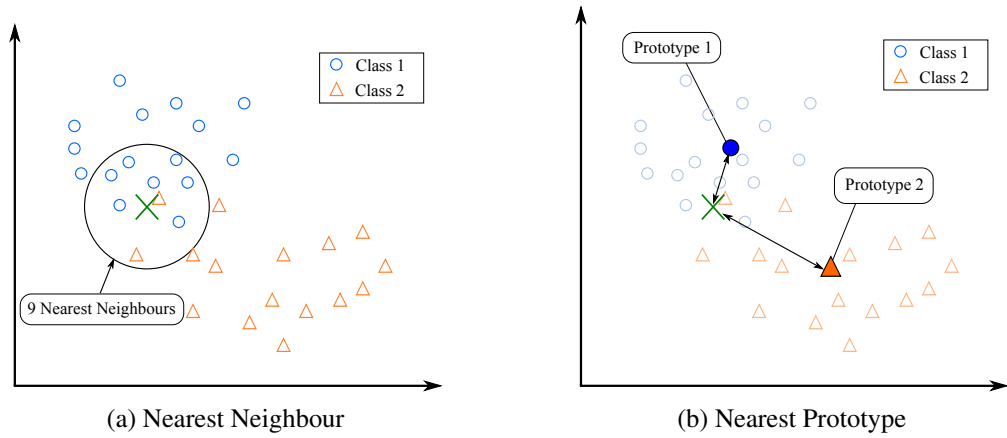 Class 1
Class 2
9 Nearest Neighbours
(a) Nearest Neighbour
Prototype 1
Class 1
Class 2
Prototype 2
(b) Nearest Prototype